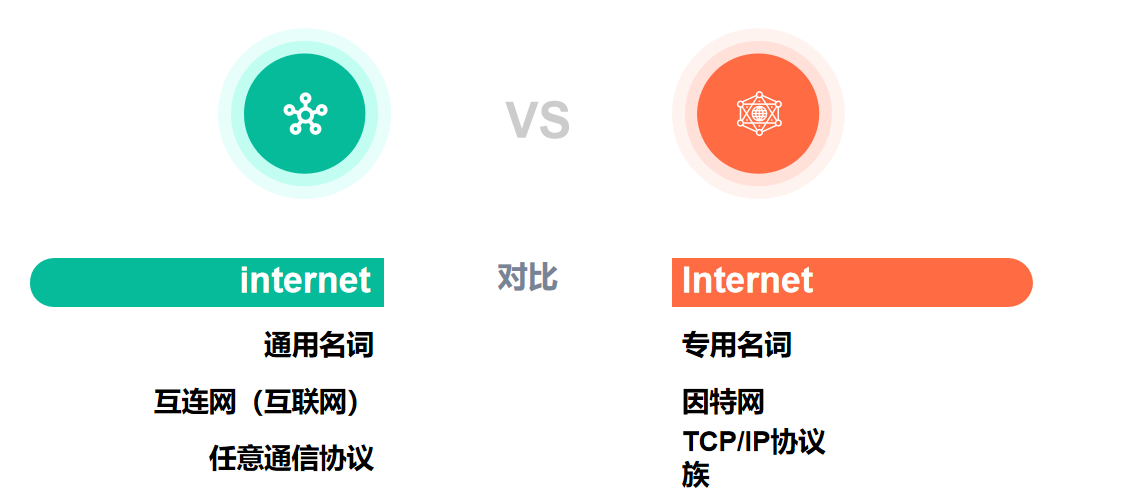 VS
internet
对比
Internet
通用名词
专用名词
互连网（互联网）
因特网
任意通信协议
TCP/IP协议
族